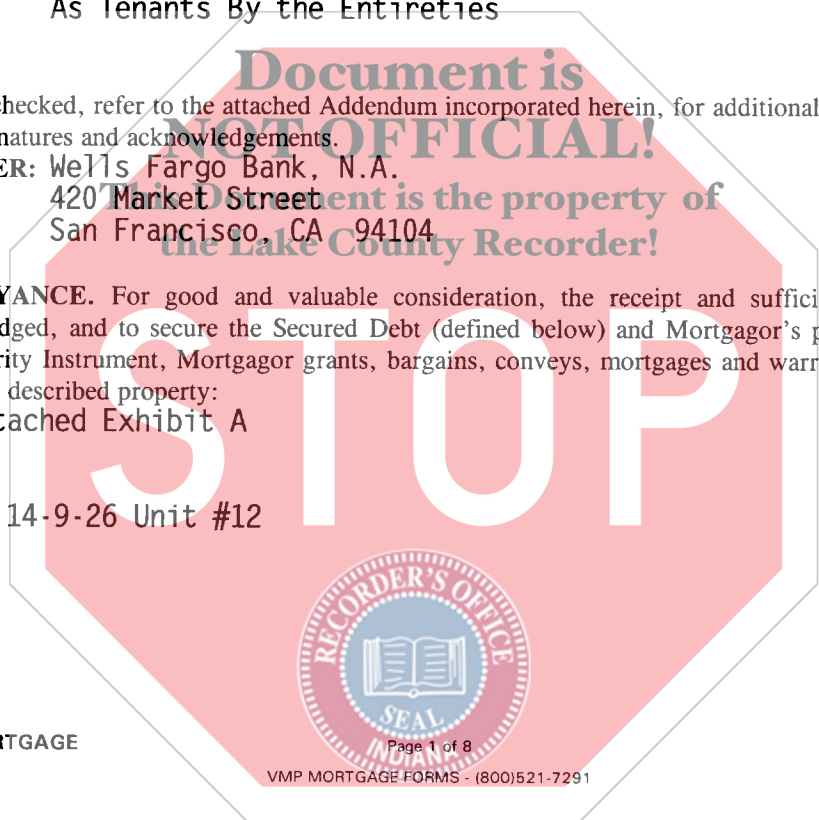 As Tenants By the Entireties
Document is
checked, refer to the attached Addendum incorporated herein, for additional
natures and acknowledgements.
NOT OFFICIAL!
ER: Wells Fargo Bank, N.A.
420 Market Street
This Document is the property of
San Francisco, CA 94104
the Lake County Recorder!
YANCE. For good and valuable consideration, the receipt and suffici
dged, and to secure the Secured Debt (defined below) and Mortgagor's p
rity Instrument, Mortgagor grants, bargains, conveys, mortgages and warr
described property:
tached Exhibit A
STOP
14-9-26 Unit #12
RECORDER'S OFFICE
SEAL
INDIANA
RTGAGE
Page 1 of 8
VMP MORTGAGE FORMS - (800)521-7291